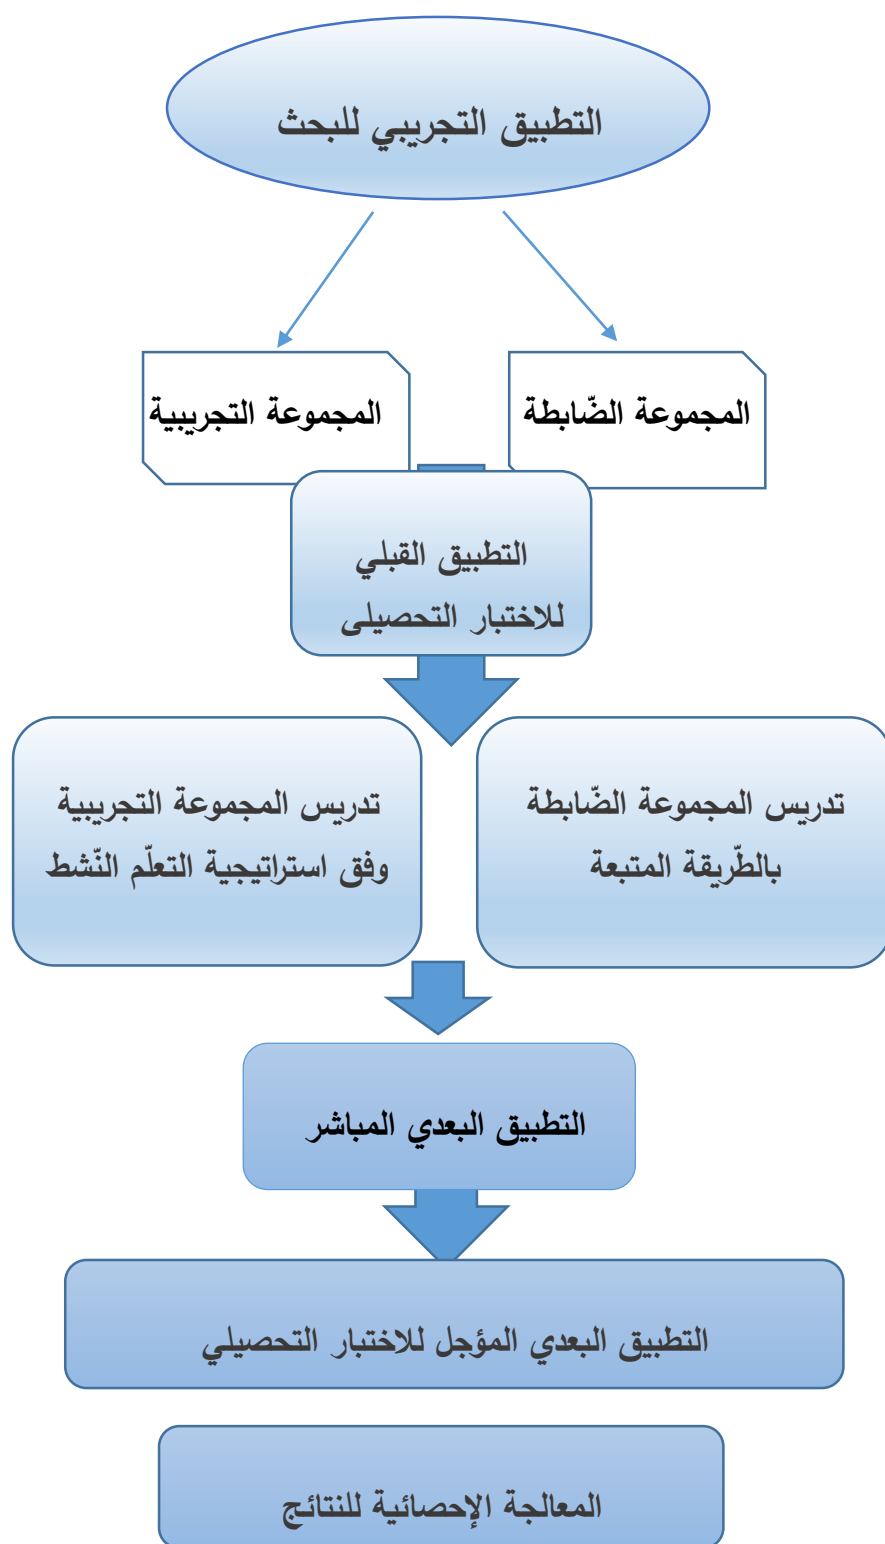 التطبيق التجريبي للبحث
المجموعة الضّابطة
المجموعة التجريبية
التطبيق القبلي
للاختبار التحصيلى
تدريس المجموعة الضّابطة
بالطّريقة المتبعة
تدريس المجموعة التجريبية
وفق استراتيجية التعلّم النّشط
التطبيق البعدي المباشر
التطبيق البعدي المؤجل للاختبار التحصيلي
المعالجة الإحصائية للنتائج